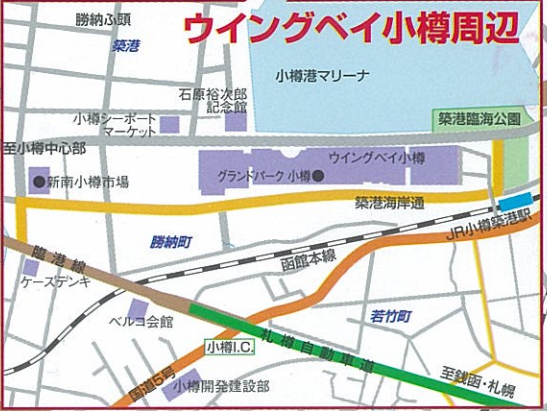 ウイングベイ小樽周辺
勝納ふ頭
築港
小樽港マリーナ
石原裕次郎
記念館
小樽シーポート
マーケット
築港臨海公園
至小樽中心部
ウイングベイ小樽
グランドパーク小樽
新南小樽市場
築港海岸通
JR小樽築港駅
勝納町
臨港線
函館本線
ケーズデンキ
ベルコ会館
若竹町
札樽自動車道
小樽I.C.
国道5号
小樽開発建設部
至銭函・札幌